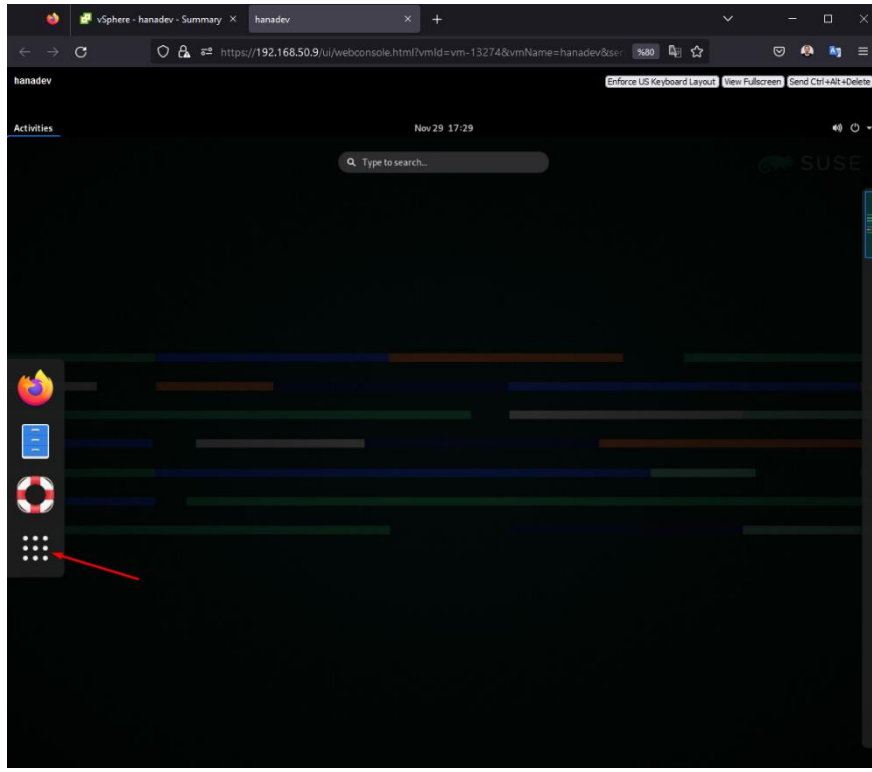 vSphere - hanadev - Summary
hanadev
https://192.168.50.9/ui/webconsole.html?vmId=vm-13274&vmName=hanadev&ser
%80
hanadev
Enforce US Keyboard Layout View Fullscreen Send Ctrl+Alt+Delete
Activities
Nov 29 17:29
Type to search...
SUSE